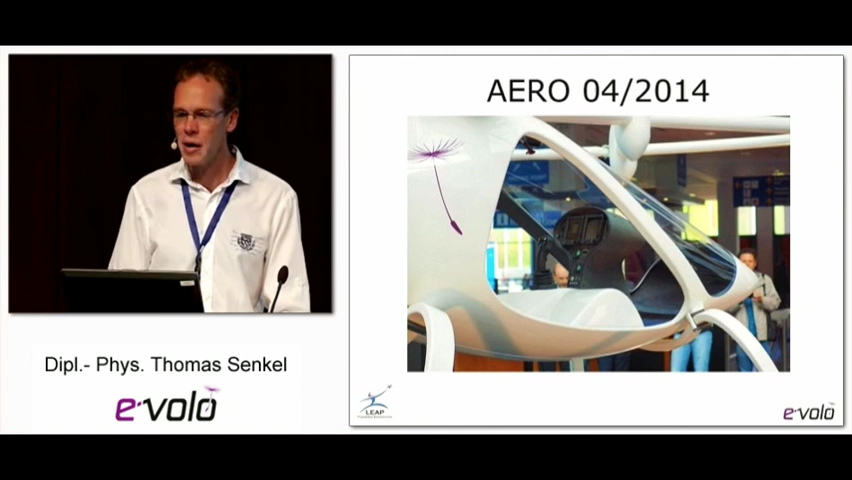 AERO 04/2014
Dipl.- Phys. Thomas Senkel
e-volo
LEAP
e-volo